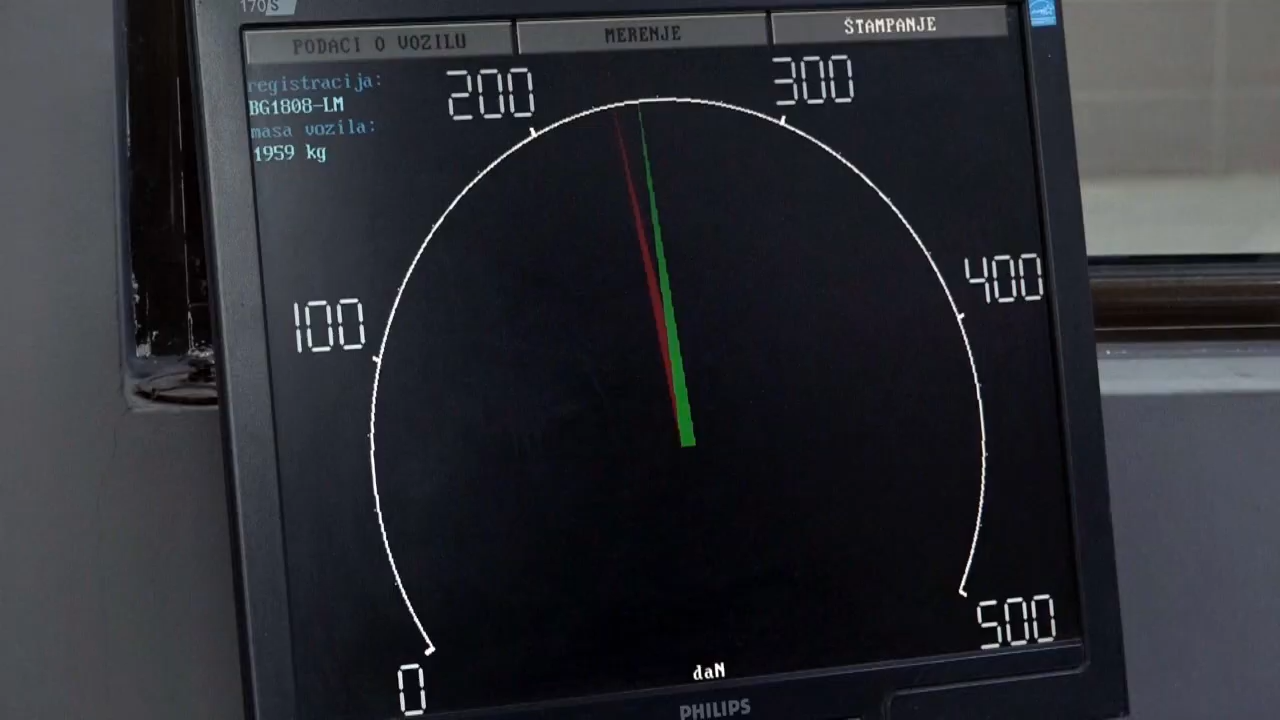 170S
PODACI O VOZILU
MERENJE
ŠTAMPANJE
registracija:
BG1808-LM
masa vozila:
1959 kg
200
300
100
400
0
500
daN
PHILIPS